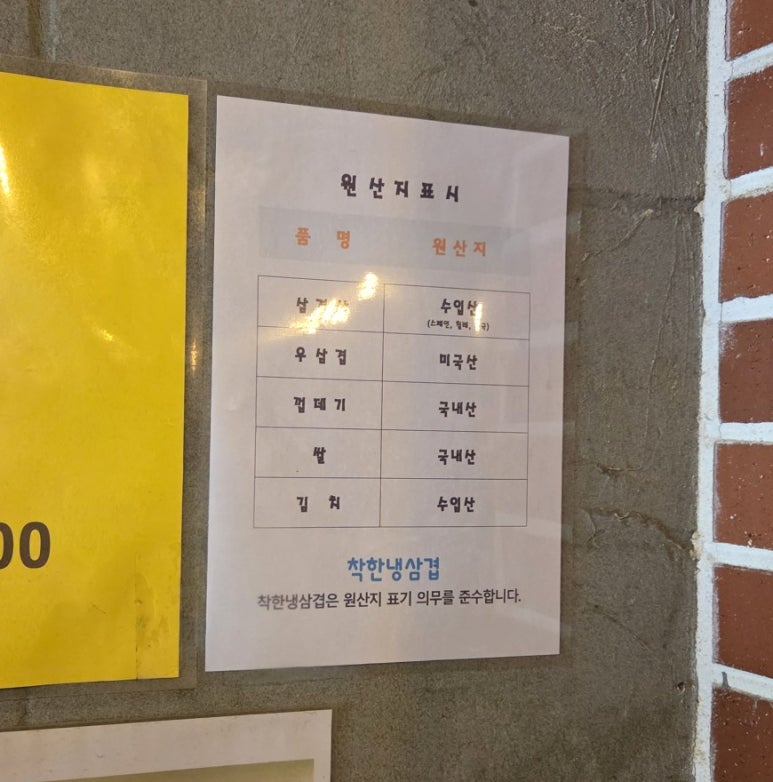 원산지표시
품 명 원산지
수입산
우삼겹 미국산
껍데기 국내산
쌀 국내산
김 치 수입산
착한냉삼겹
착한냉삼겹은 원산지 표기 의무를 준수합니다.
00